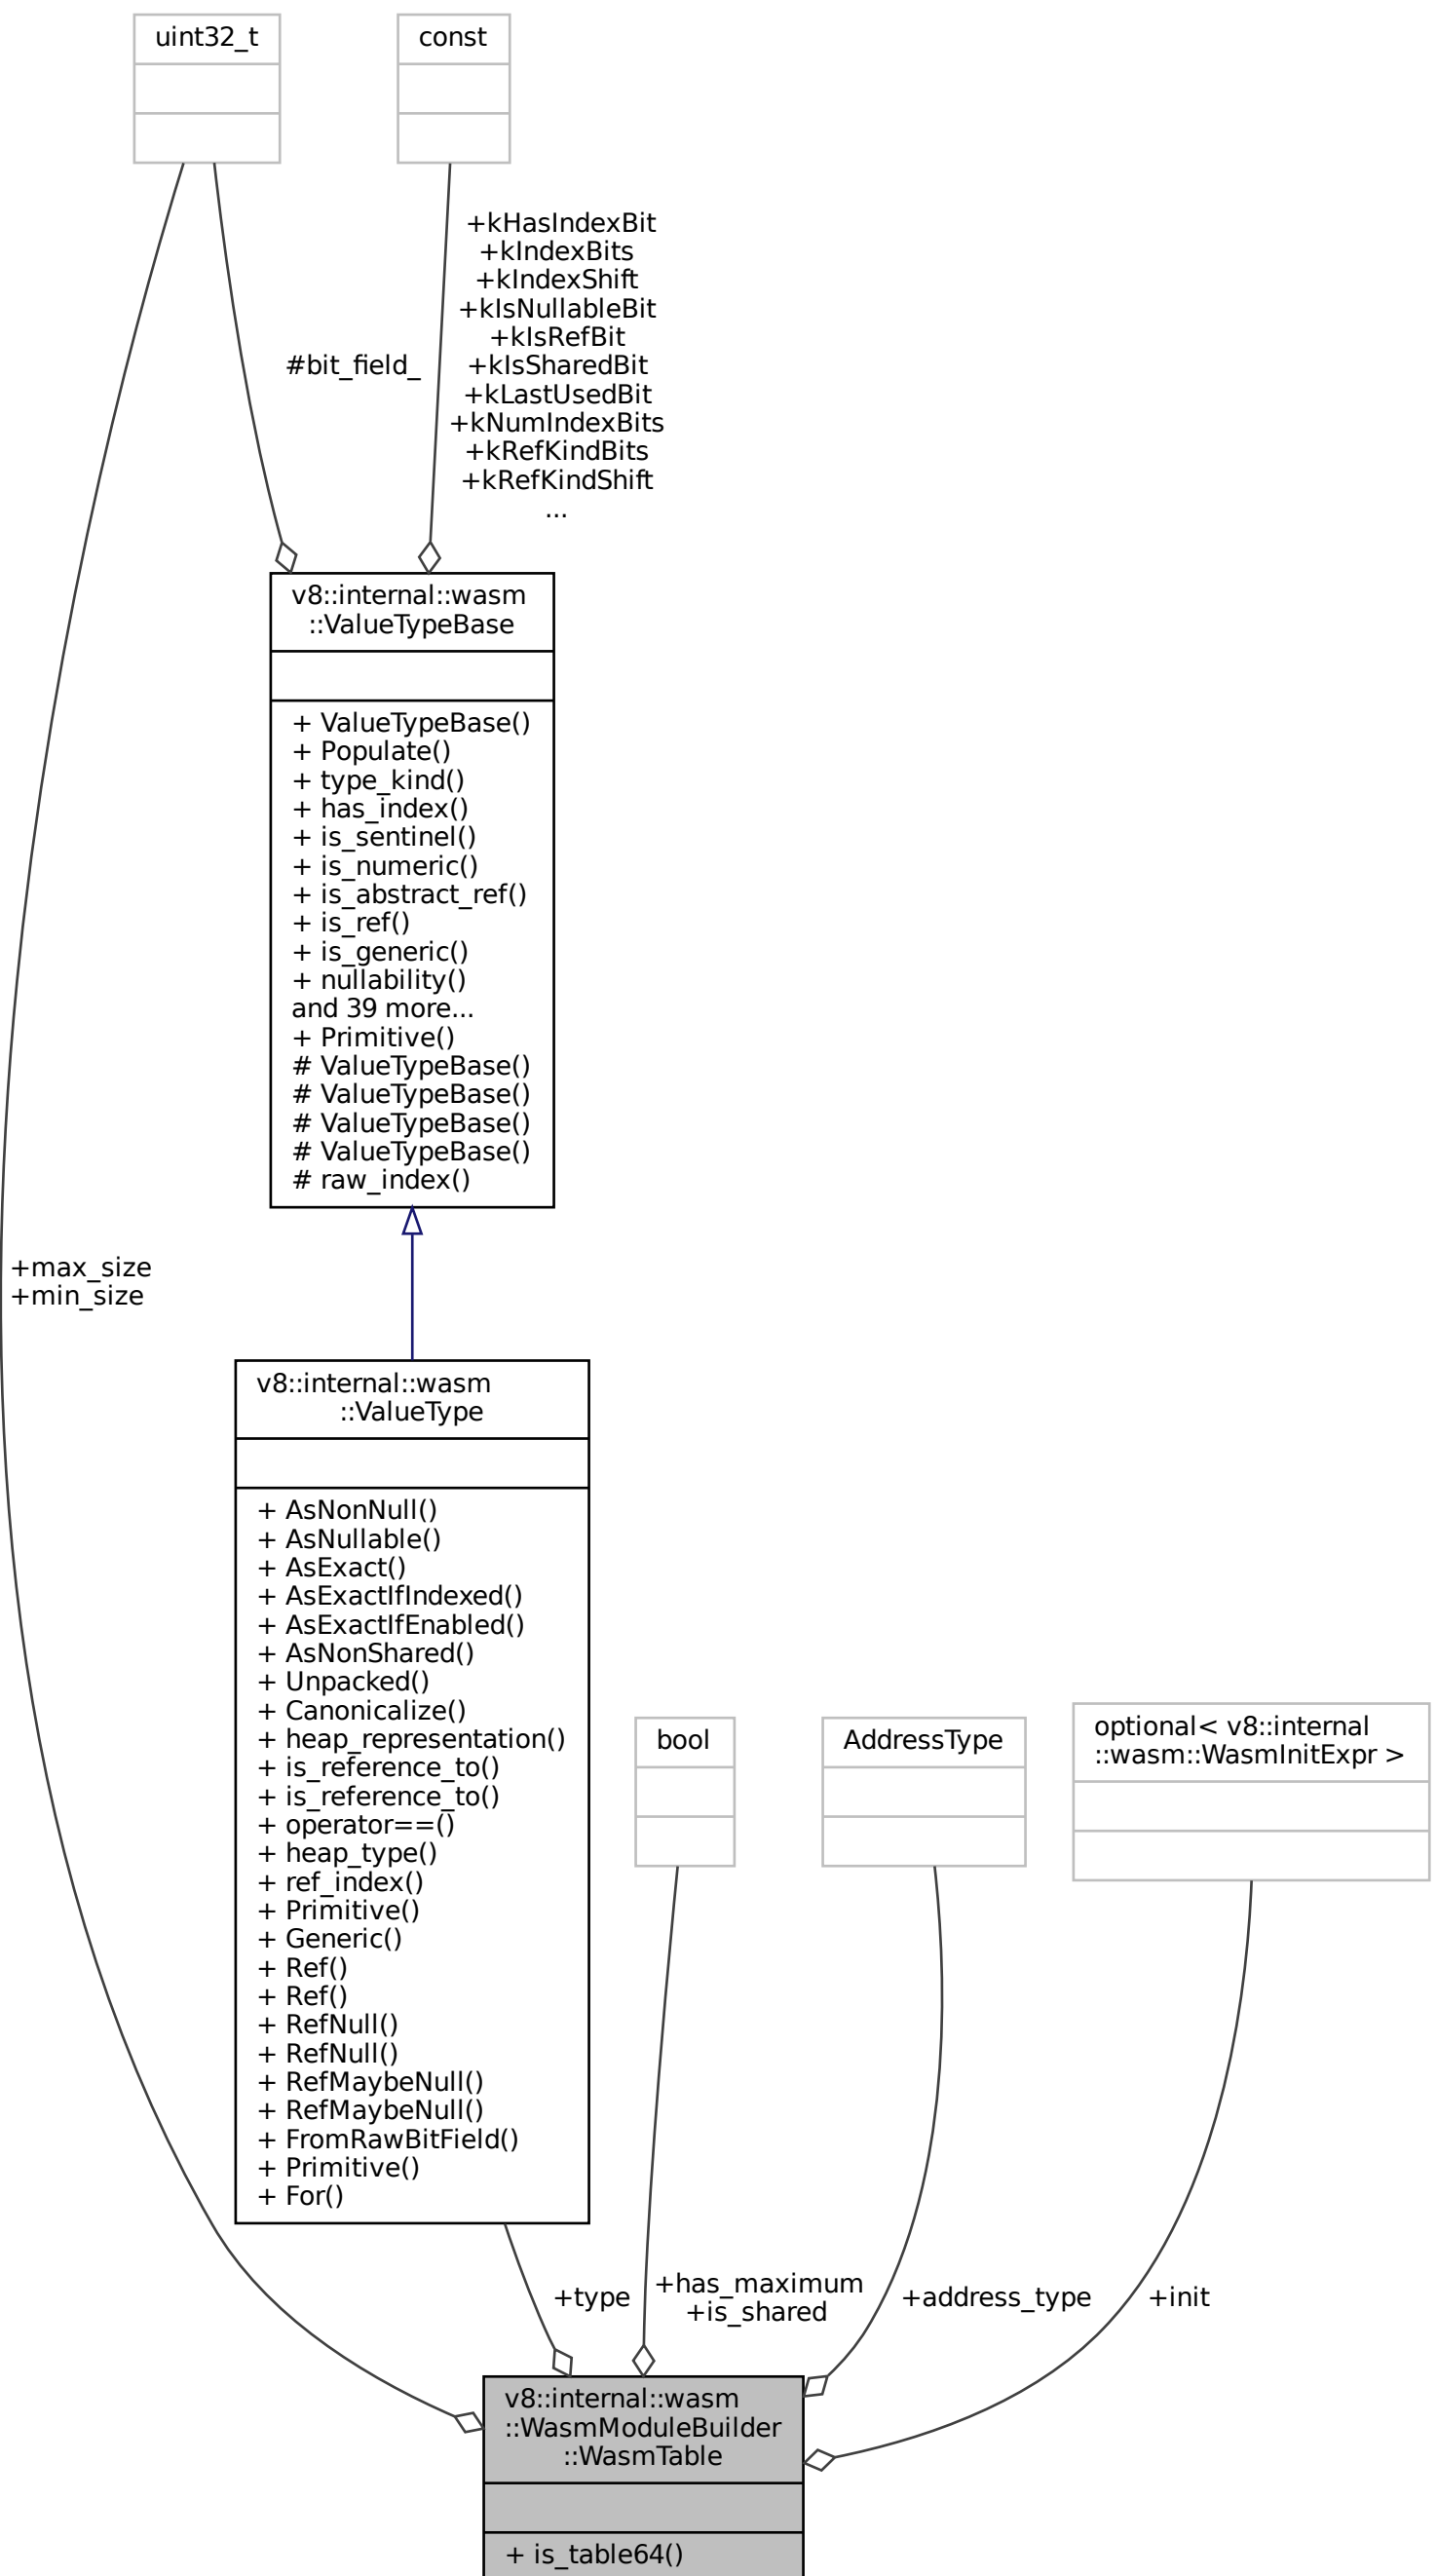 uint32_t
const
+kHasIndexBit
+kIndexBits
+kIndexShift
+kIsNullableBit
+kIsRefBit
+kIsSharedBit
+kLastUsedBit
+kNumIndexBits
+kRefKindBits
+kRefKindShift
...
#bit_field_
v8::internal::wasm
::ValueTypeBase
+ ValueTypeBase()
+ Populate()
+ type_kind()
+ has_index()
+ is_sentinel()
+ is_numeric()
+ is_abstract_ref()
+ is_ref()
+ is_generic()
+ nullability()
and 39 more...
+ Primitive()
# ValueTypeBase()
# ValueTypeBase()
# ValueTypeBase()
# ValueTypeBase()
# raw_index()
+max_size
+min_size
v8::internal::wasm
::ValueType
+ AsNonNull()
+ AsNullable()
+ AsExact()
+ AsExactIfIndexed()
+ AsExactIfEnabled()
+ AsNonShared()
+ Unpacked()
+ Canonicalize()
+ heap_representation()
+ is_reference_to()
+ is_reference_to()
+ operator==()
+ heap_type()
+ ref_index()
+ Primitive()
+ Generic()
+ Ref()
+ Ref()
+ RefNull()
+ RefNull()
+ RefMaybeNull()
+ RefMaybeNull()
+ FromRawBitField()
+ Primitive()
+ For()
bool
AddressType
optional< v8::internal
::wasm::WasmInitExpr >
+type
+has_maximum
+is_shared
+address_type
+init
v8::internal::wasm
::WasmModuleBuilder
::WasmTable
+ is_table64()